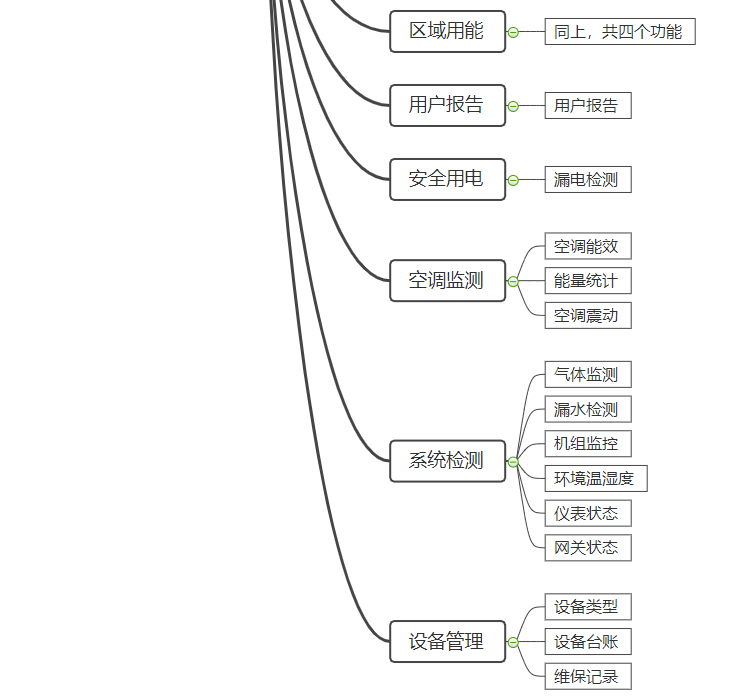 区域用能
同上，共四个功能
用户报告
用户报告
安全用电
漏电检测
空调监测
空调能效
能量统计
空调震动
系统检测
气体监测
漏水检测
机组监控
环境温湿度
仪表状态
网关状态
设备管理
设备类型
设备台账
维保记录